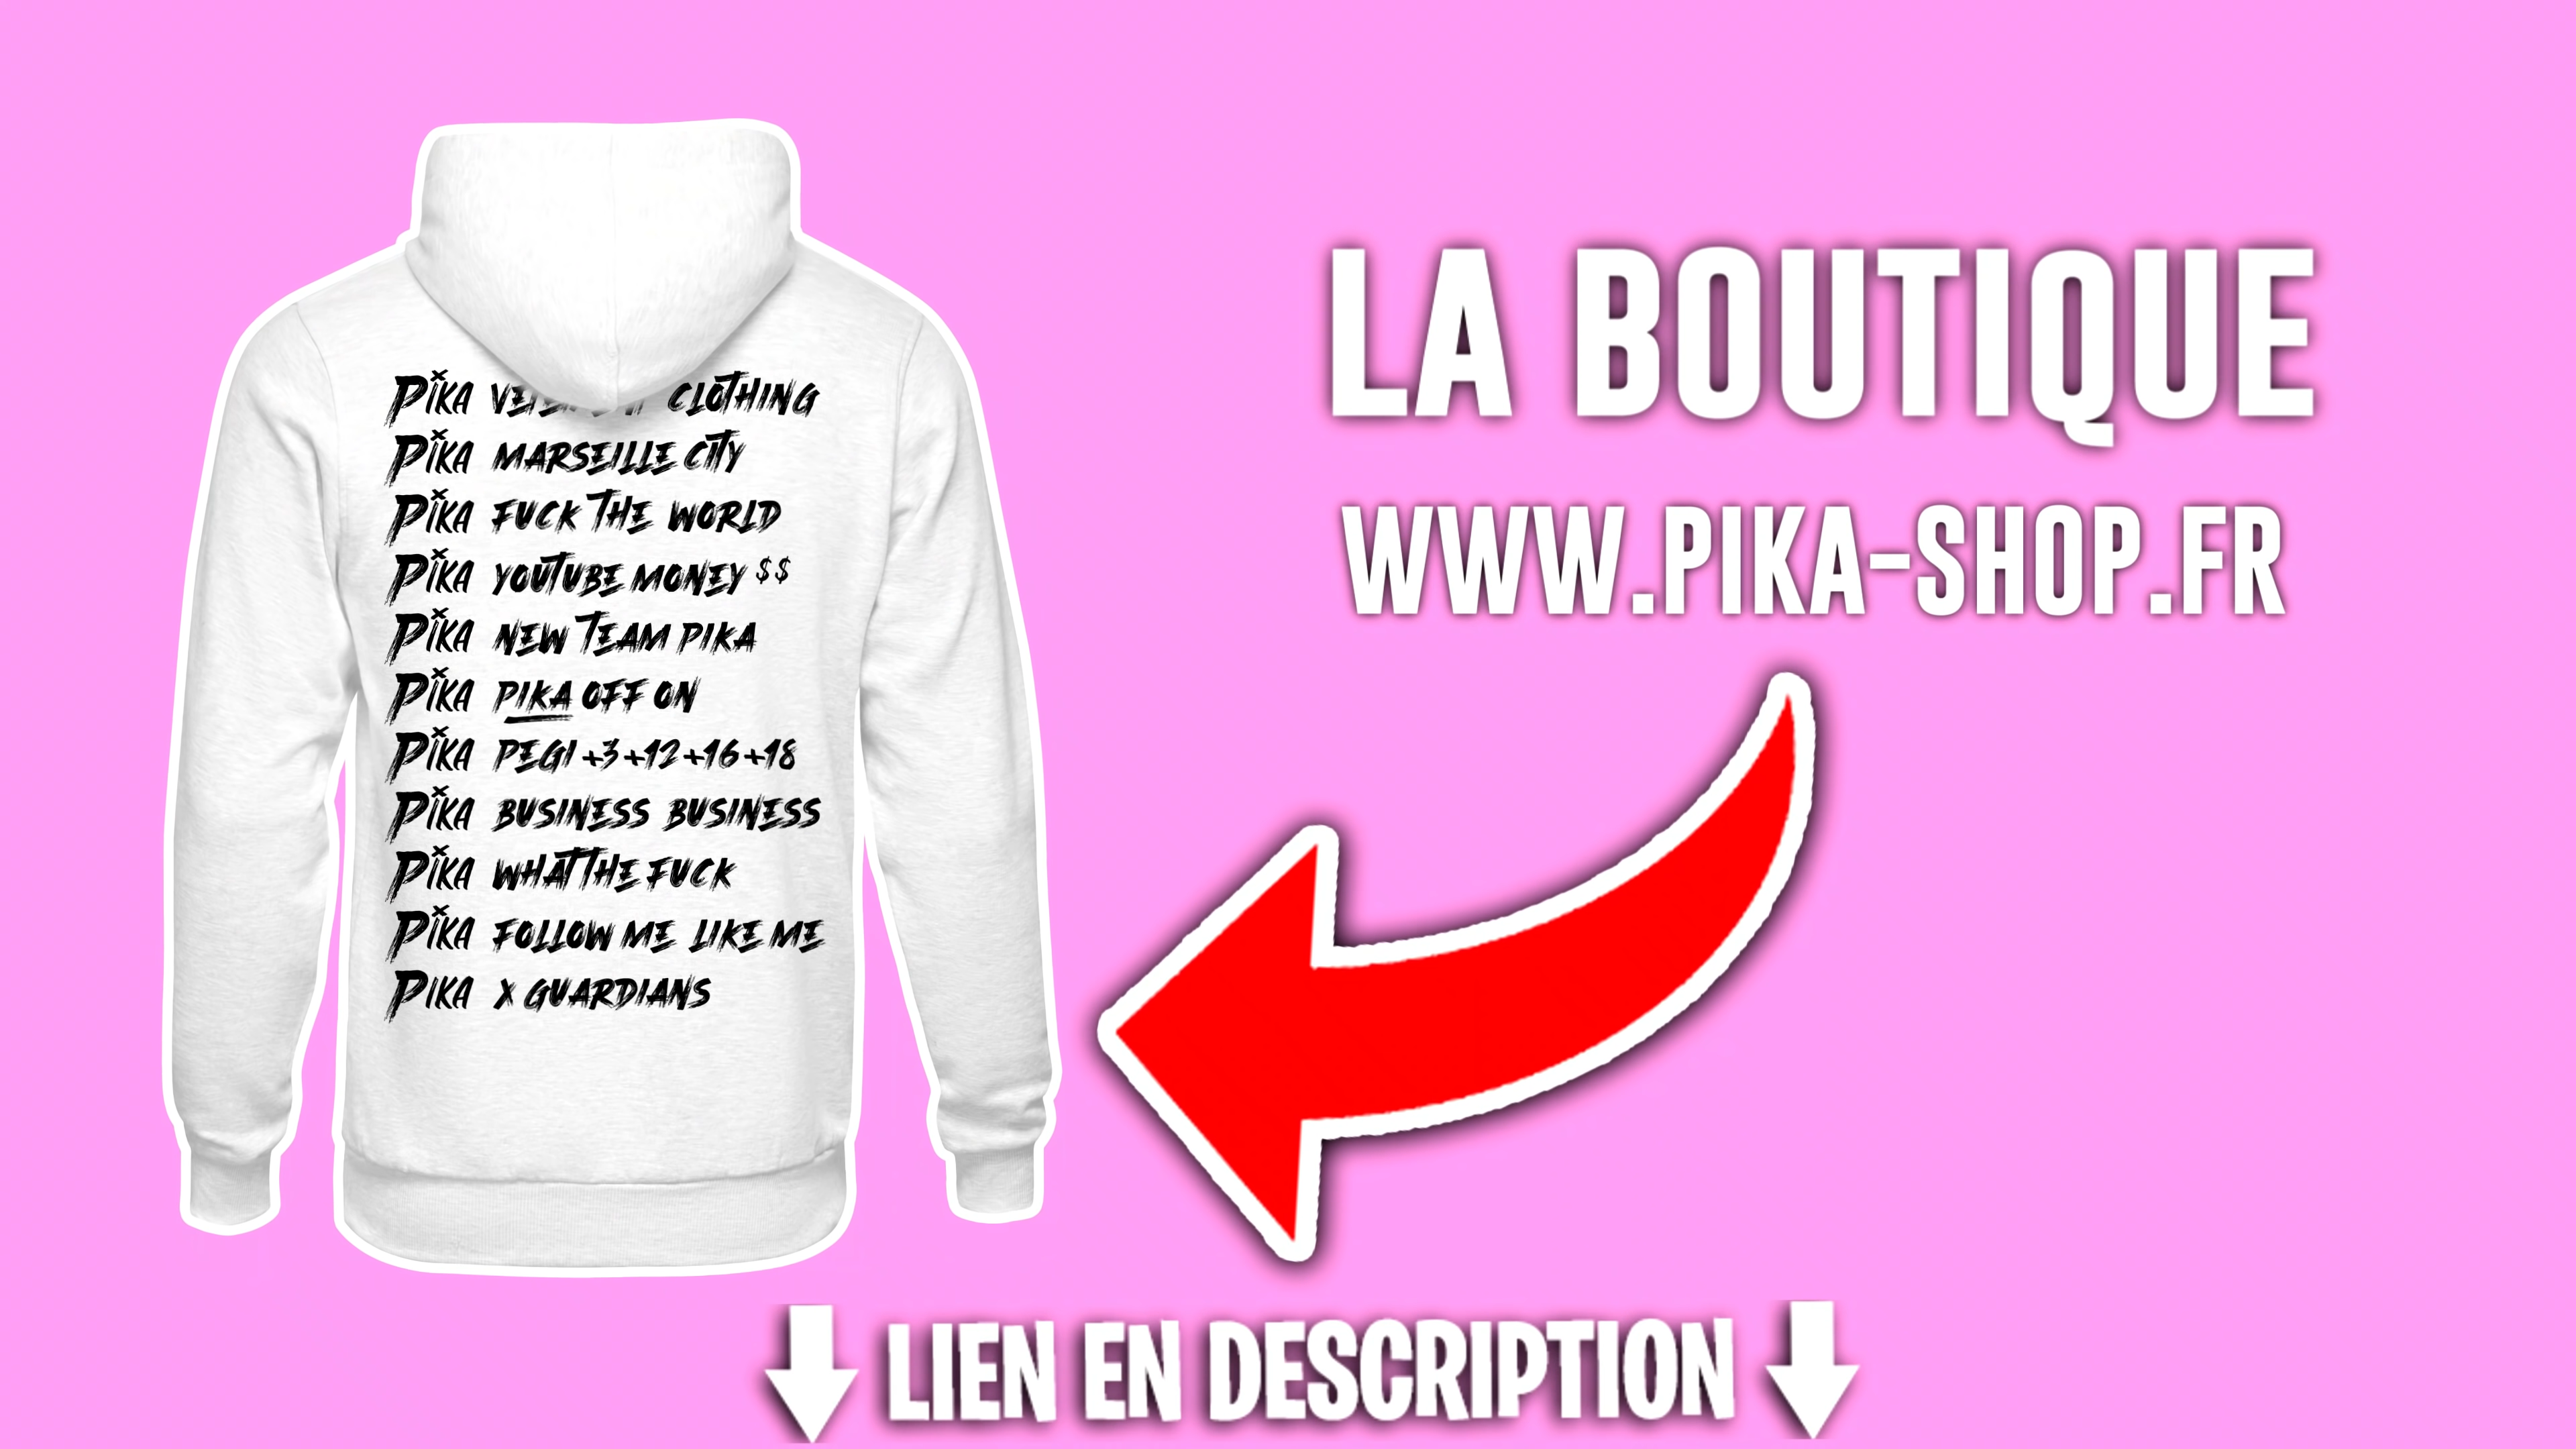 PIKA CLOTHING
PIKA MARSEILLE CITY
PIKA FUCK THE WORLD
PIKA YOUTUBE MONEY $$
PIKA NEW TEAM PIKA
PIKA PIKA OFF ON
PIKA PEGI +3+12+16+18
PIKA BUSINESS BUSINESS
PIKA WHAT THE FUCK
PIKA FOLLOW ME LIKE ME
PIKA X GUARDIANS
LA BOUTIQUE
WWW.PIKA-SHOP.FR
LIEN EN DESCRIPTION